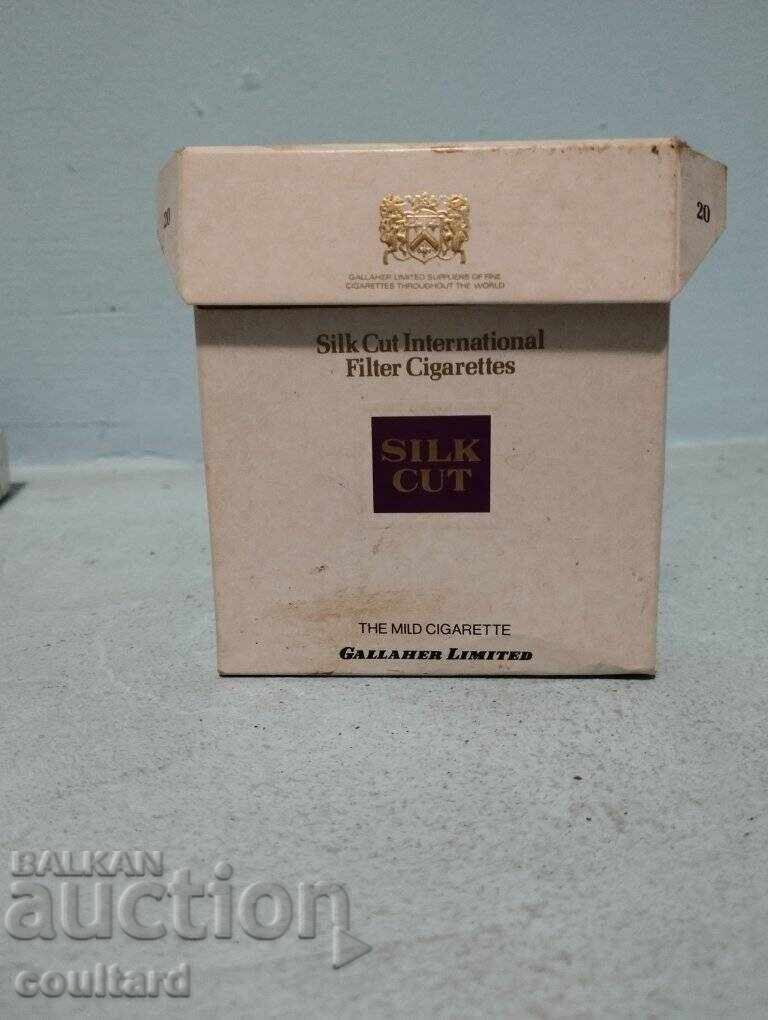 20
20
GALLAHER LIMITED SUPPLIERS OF FINE
CIGARETTES THROUGHOUT THE WORLD
Silk Cut International
Filter Cigarettes
SILK
CUT
THE MILD CIGARETTE
GALLAHER LIMITED
BALKAN
auction
coultard